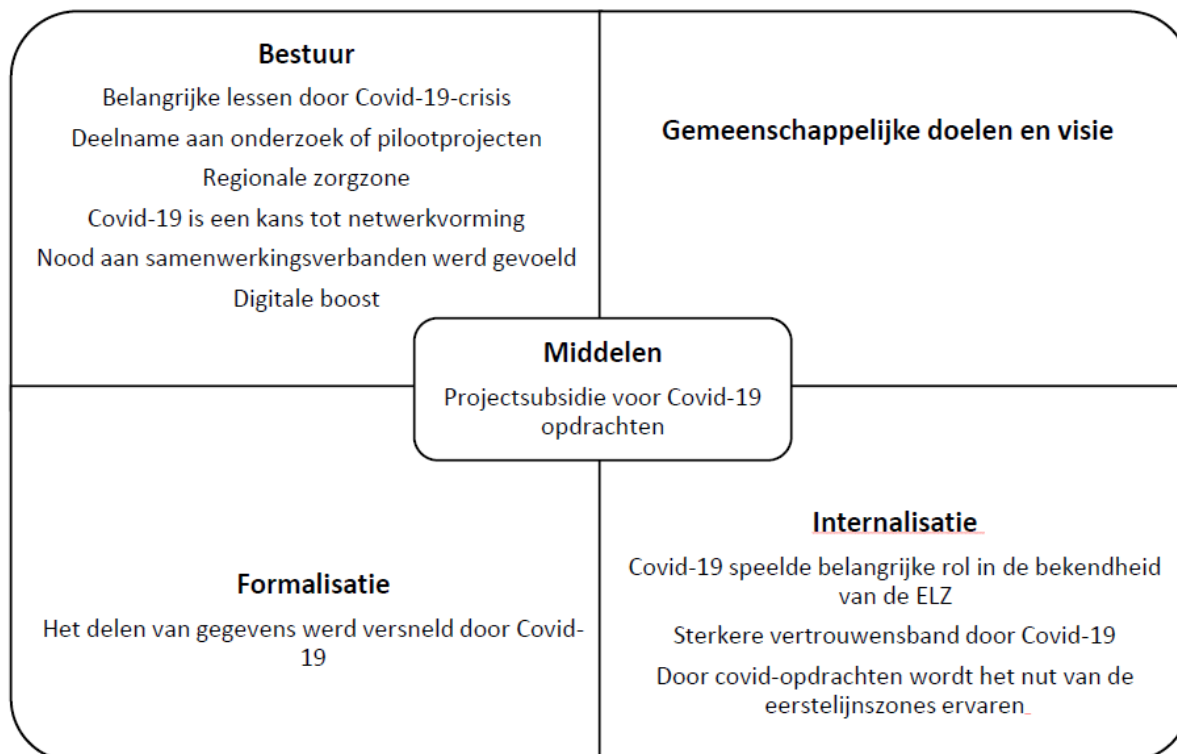 Bestuur
Belangrijke lessen door Covid-19-crisis
Deelname aan onderzoek of pilootprojecten
Regionale zorgzone
Covid-19 is een kans tot netwerkvorming
Nood aan samenwerkingsverbanden werd gevoeld
Digitale boost
Gemeenschappelijke doelen en visie
Middelen
Projectsubsidie voor Covid-19
opdrachten
Formalisatie
Het delen van gegevens werd versneld door Covid-
19
Internalisatie
Covid-19 speelde belangrijke rol in de bekendheid
van de ELZ
Sterkere vertrouwensband door Covid-19
Door covid-opdrachten wordt het nut van de
eerstelijnszones ervaren